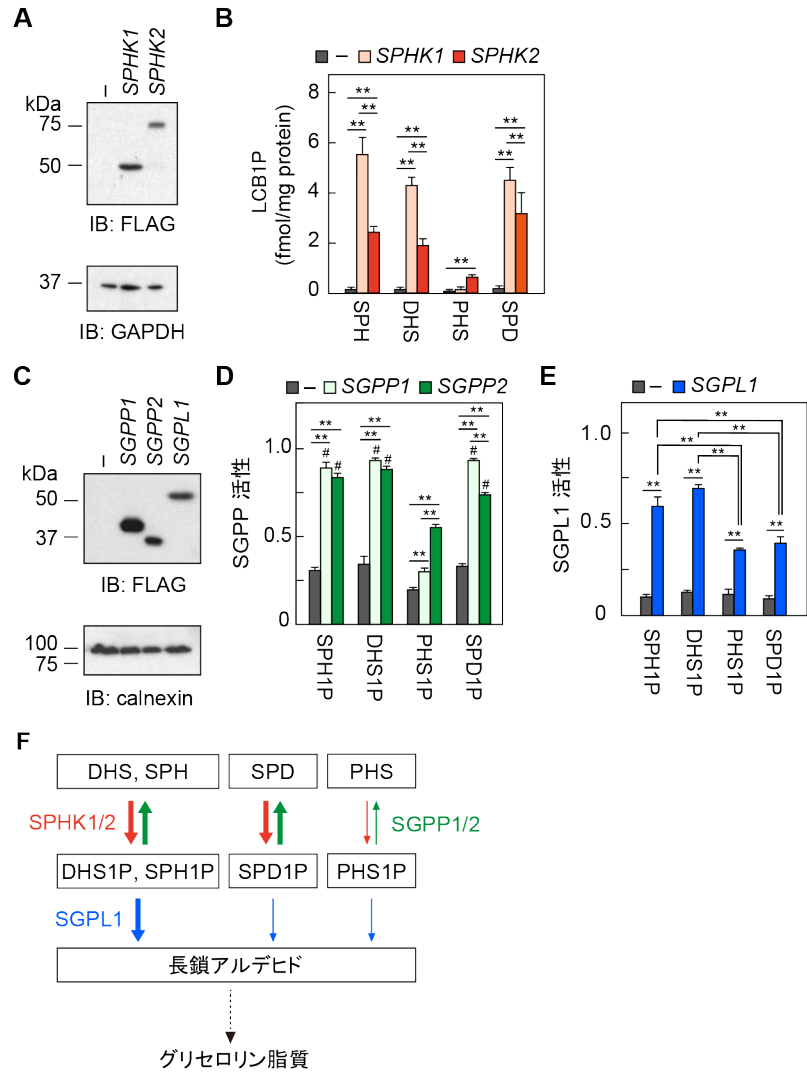 A
– SPHK1 SPHK2
kDa
75
50
IB: FLAG
37
IB: GAPDH
B
– SPHK1 SPHK2
LCB1P
(fmol/mg protein)
8
6
4
2
0
** ** ** ** ** ** ** ** ** **
SPH DHS PHS SPD
C
– SGPP1 SGPP2 SGPL1
kDa
50
37
IB: FLAG
100
75
IB: calnexin
D
– SGPP1 SGPP2
SGPP 活性
1.0
0.5
0
** ** # # ** ** # # ** ** ** ** ** ** # #
SPH1P DHS1P PHS1P SPD1P
E
– SGPL1
SGPL1 活性
1.0
0.5
0
** ** ** ** ** ** ** **
SPH1P DHS1P PHS1P SPD1P
F
DHS, SPH SPD PHS
SPHK1/2 SGPP1/2
DHS1P, SPH1P SPD1P PHS1P
SGPL1
長鎖アルデヒド
グリセロリン脂質